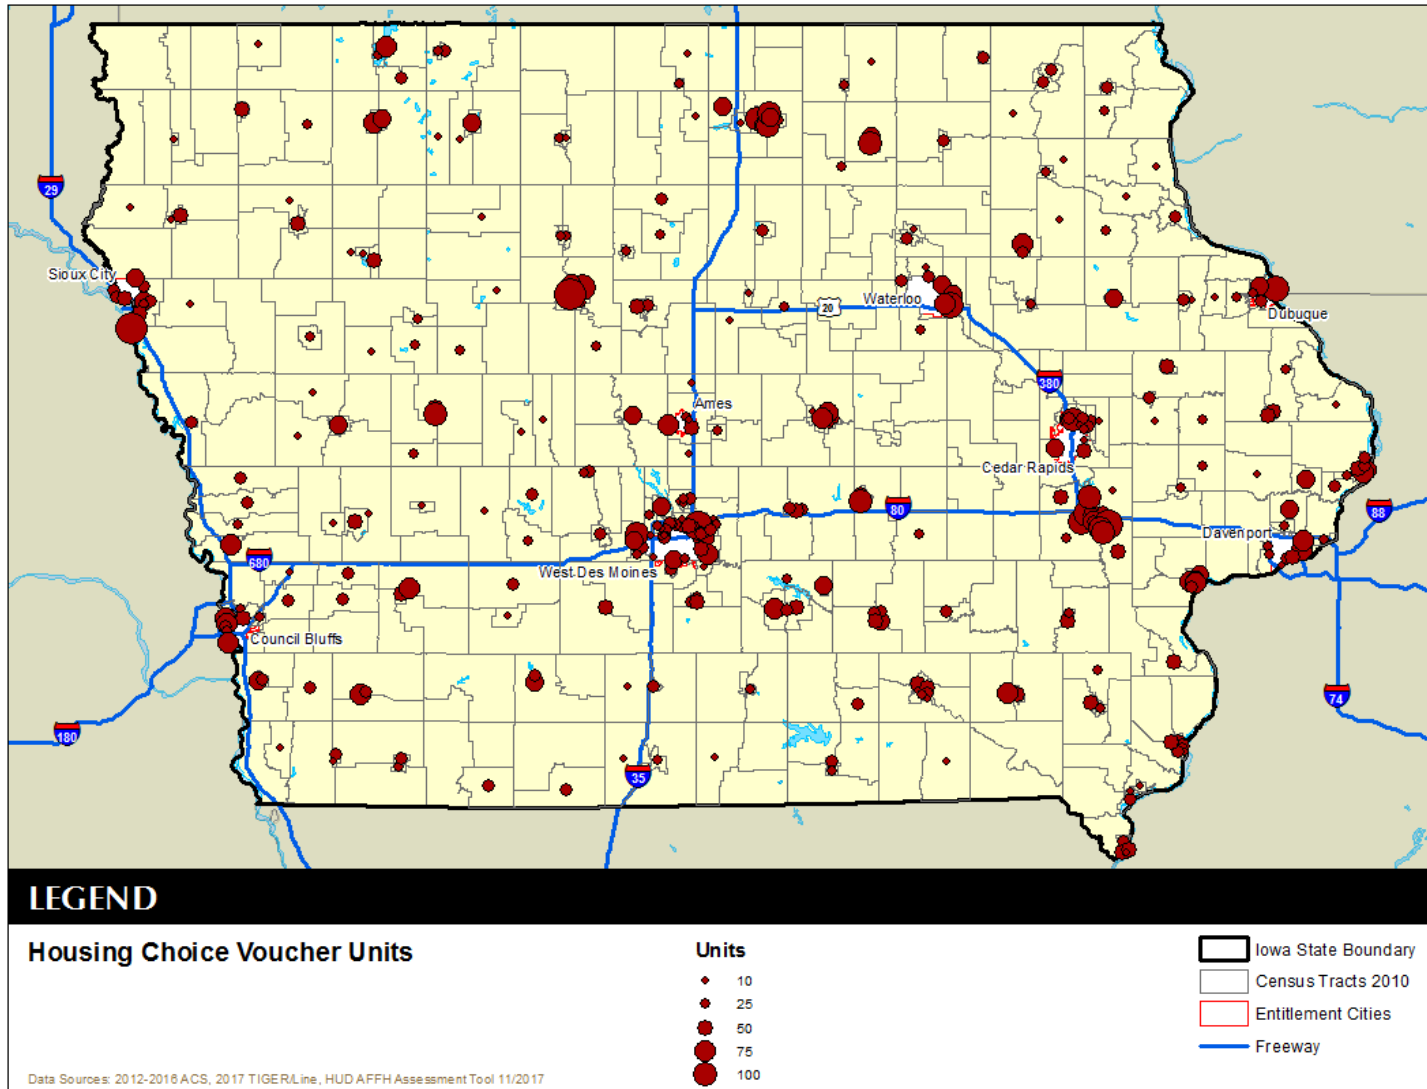 29
Sioux City
20
Waterloo
Dubuque
380
Ames
Cedar Rapids
80
88
Davenport
680
West Des Moines
Council Bluffs
74
180
35
LEGEND
Housing Choice Voucher Units
Units
10
25
50
75
100
Iowa State Boundary
Census Tracts 2010
Entitlement Cities
Freeway
Data Sources: 2012-2016 ACS, 2017 TIGER/Line, HUD AFFH Assessment Tool 11/2017